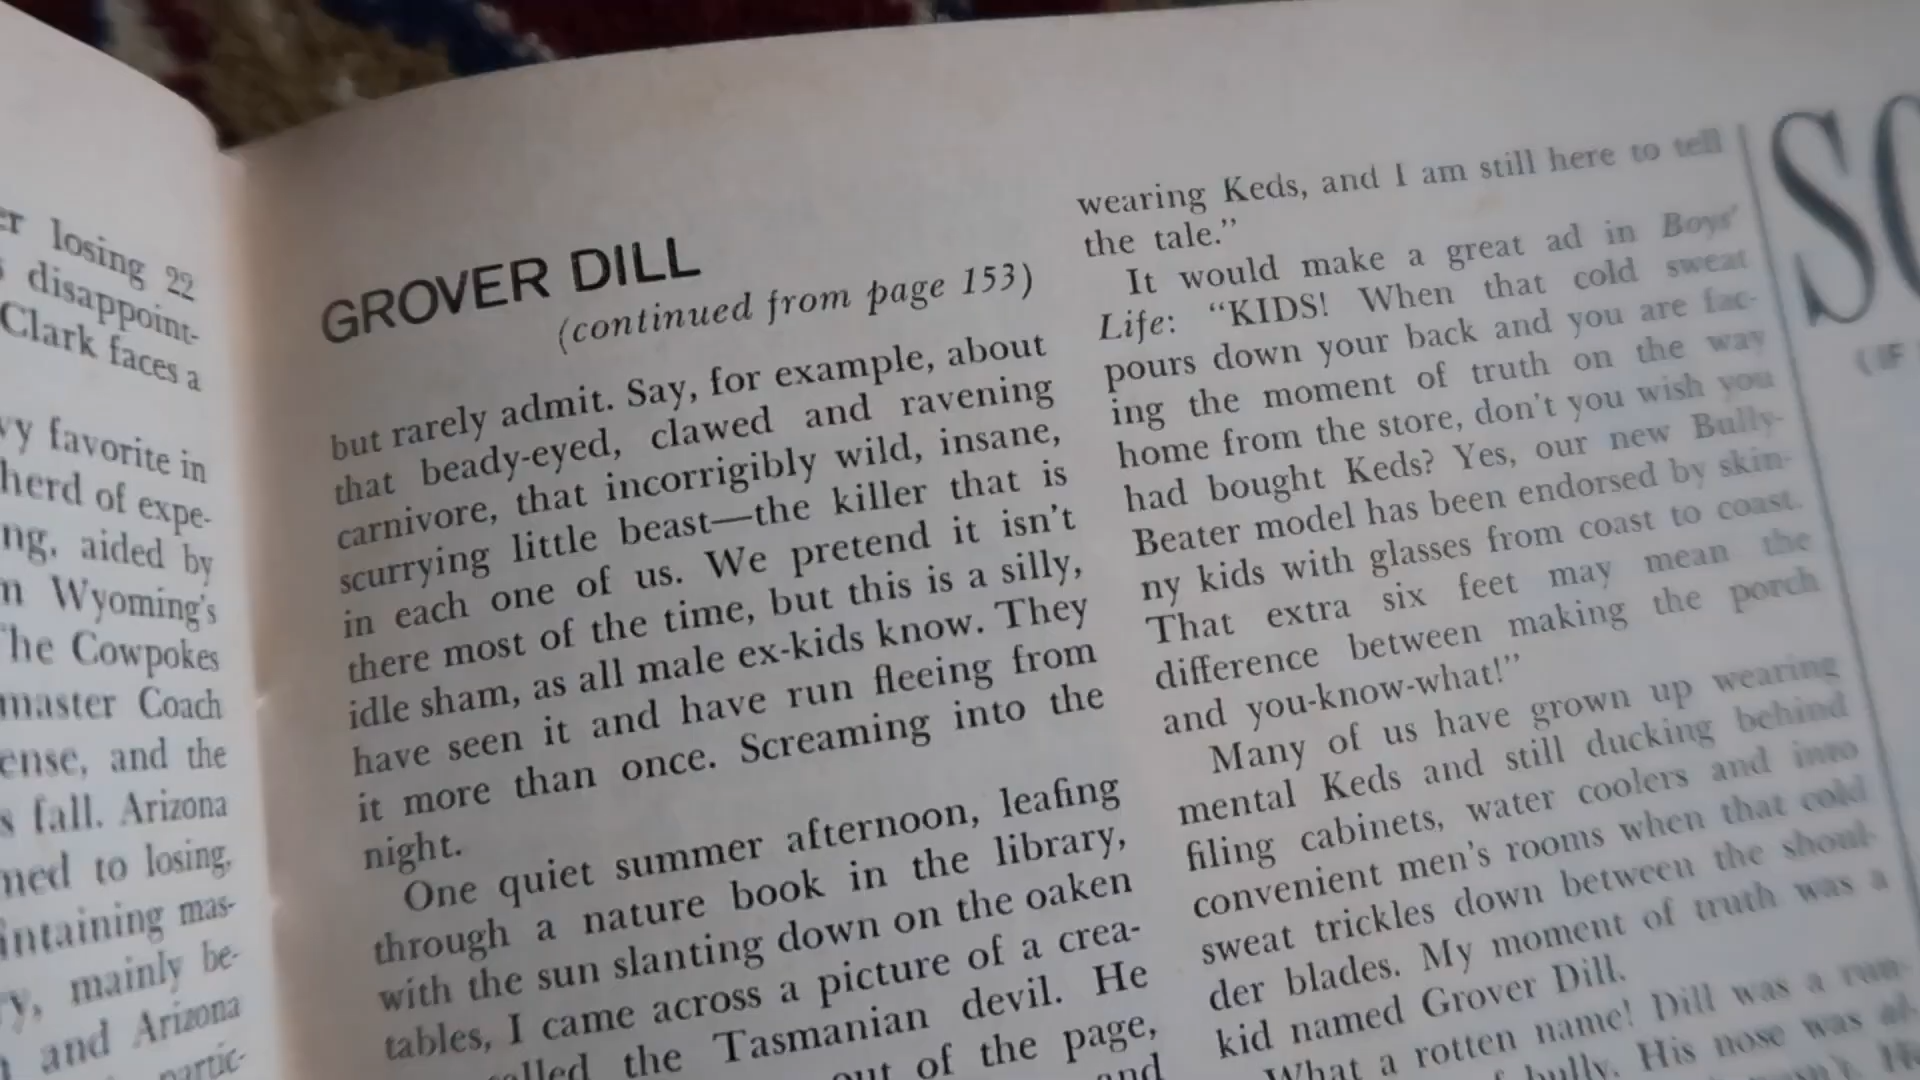 losing 22
disappoint-
Clark faces a
favorite in
herd of expe-
aided by
Wyoming's
Cowpokes
master Coach
and the
fall. Arizona
to losing,
mas-
mainly be-
and Arizona
partic-
GROVER DILL
(continued from page 153)
but rarely admit. Say, for example, about
that beady-eyed, clawed and ravening
carnivore, that incorrigibly wild, insane,
scurrying little beast—the killer that is
in each one of us. We pretend it isn't
there most of the time, but this is a silly,
idle sham, as all male ex-kids know. They
have seen it and have run fleeing from
it more than once. Screaming into the
night.
One quiet summer afternoon, leafing
through a nature book in the library,
with the sun slanting down on the oaken
tables, I came across a picture of a crea-
the Tasmanian devil. He
out of the page,
and
wearing Keds, and I am still here to tell
the tale.”
It would make a great ad in Boys'
Life: “KIDS! When that cold sweat
pours down your back and you are fac-
ing the moment of truth on the way
home from the store, don't you wish you
had bought Keds? Yes, our new Bully-
Beater model has been endorsed by skin-
ny kids with glasses from coast to coast.
That extra six feet may mean the
difference between making the porch
and you-know-what!”
Many of us have grown up wearing
mental Keds and still ducking behind
filing cabinets, water coolers and into
convenient men's rooms when that cold
sweat trickles down between the shoul-
der blades. My moment of truth was a
kid named Grover Dill.
What a rotten name! Dill was a run-
bully. His nose was
(IF